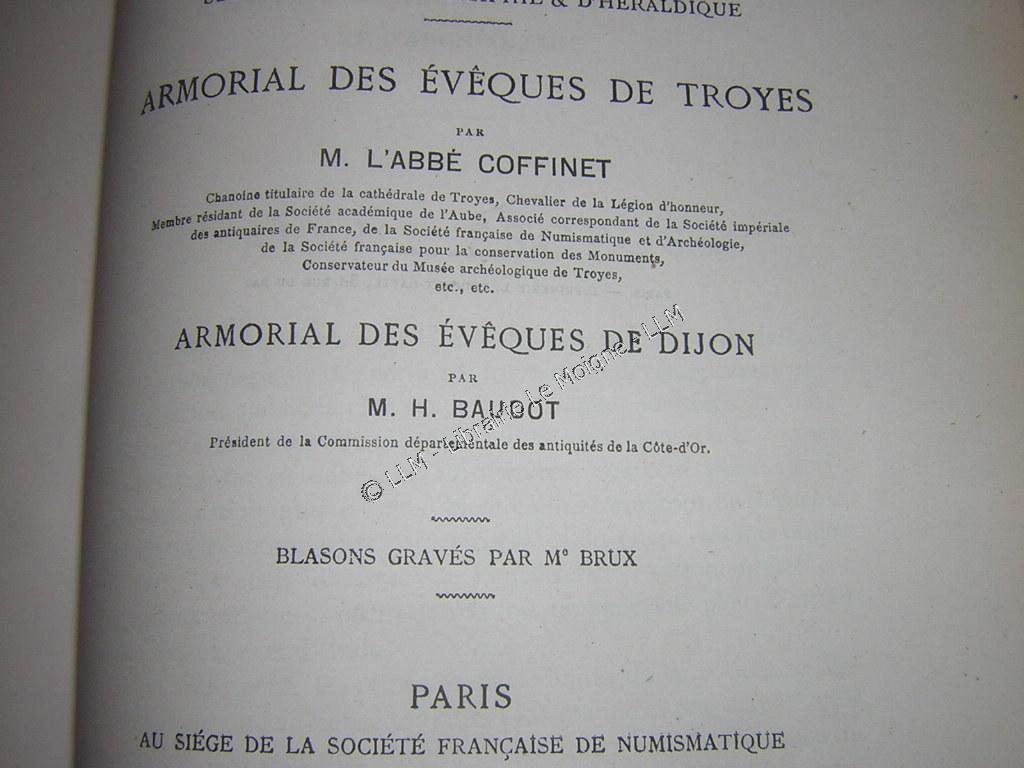 & D'HÉRALDIQUE
ARMORIAL DES ÉVÊQUES DE TROYES
PAR
M. L'ABBÉ COFFINET
Chanoine titulaire de la cathédrale de Troyes, Chevalier de la Légion d'honneur,
Membre résidant de la Société académique de l'Aube, Associé correspondant de la Société impériale
des antiquaires de France, de la Société française de Numismatique et d'Archéologie,
de la Société française pour la conservation des Monuments,
Conservateur du Musée archéologique de Troyes,
etc., etc.
ARMORIAL DES ÉVÊQUES DE DIJON
PAR
M. H. BAUDOT
Président de la Commission départementale des antiquités de la Côte-d'Or.
© LLM - Librairie Le Moigne - LLM
BLASONS GRAVÉS PAR Me BRUX
PARIS
AU SIÉGE DE LA SOCIÉTÉ FRANÇAISE DE NUMISMATIQUE